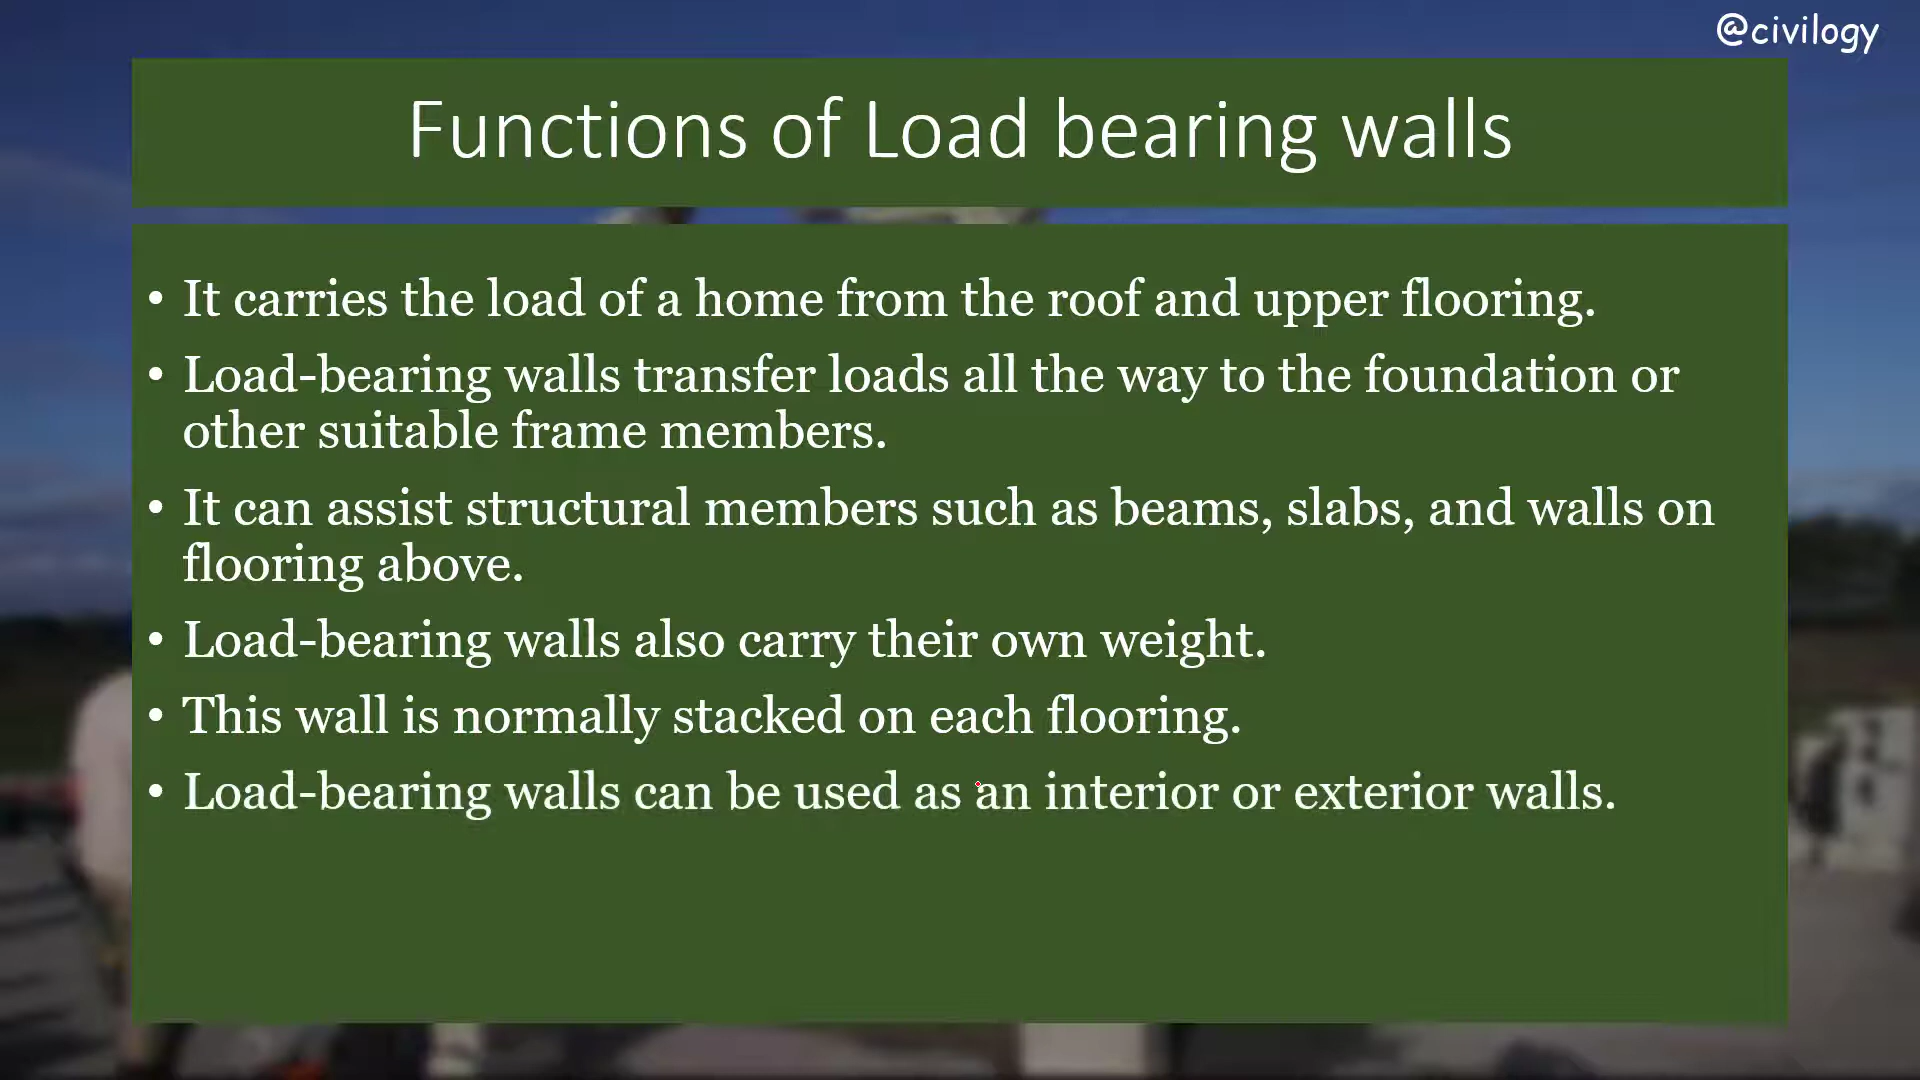 @civilogy
Functions of Load bearing walls
• It carries the load of a home from the roof and upper flooring.
• Load-bearing walls transfer loads all the way to the foundation or
other suitable frame members.
• It can assist structural members such as beams, slabs, and walls on
flooring above.
• Load-bearing walls also carry their own weight.
• This wall is normally stacked on each flooring.
• Load-bearing walls can be used as an interior or exterior walls.